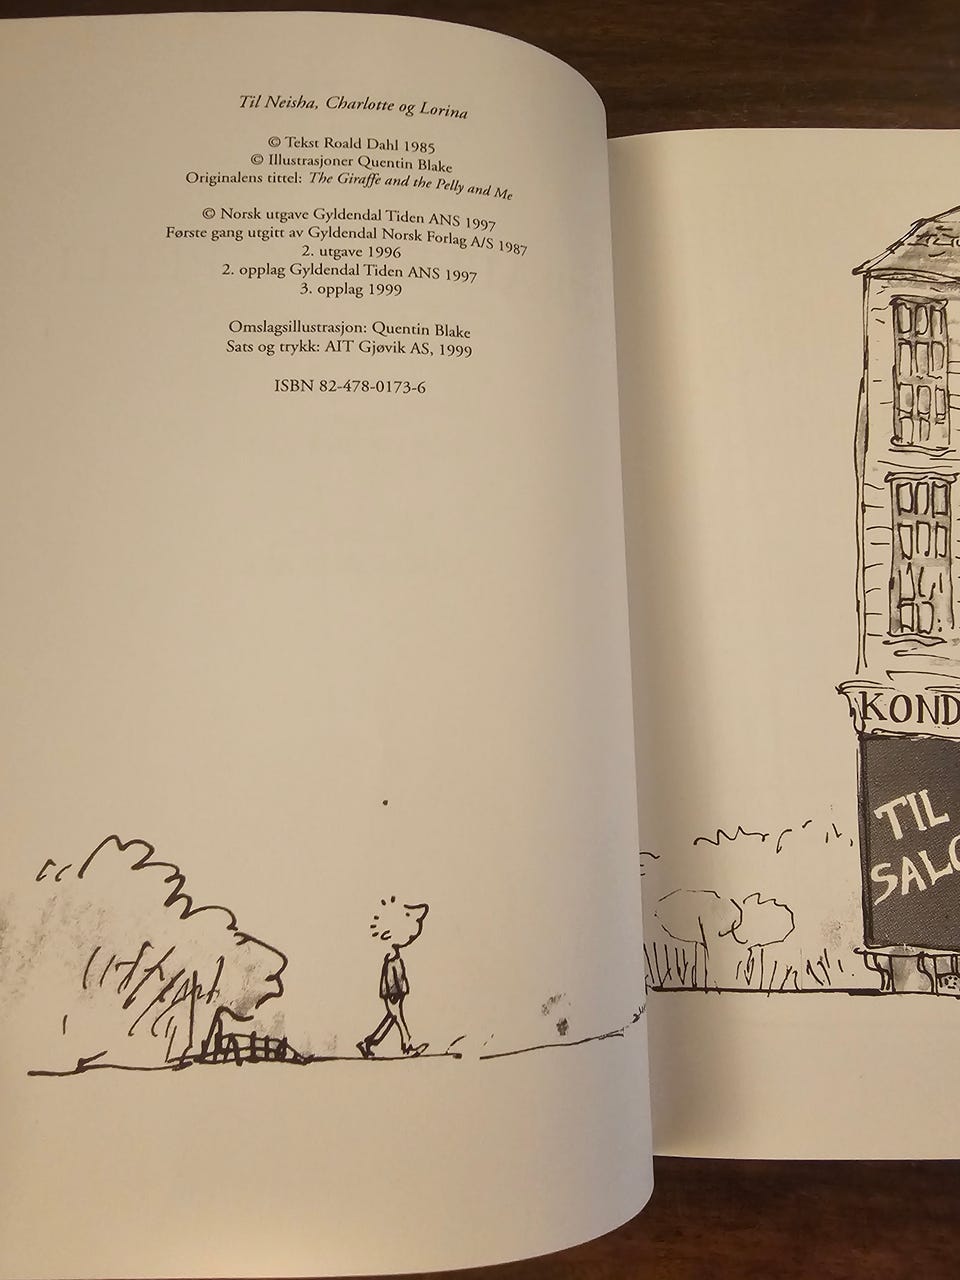 Til Neisha, Charlotte og Lorina
© Tekst Roald Dahl 1985
© Illustrasjoner Quentin Blake
Originalens tittel: The Giraffe and the Pelly and Me
© Norsk utgave Gyldendal Tiden ANS 1997
Første gang utgitt av Gyldendal Norsk Forlag A/S 1987
2. utgave 1996
2. opplag Gyldendal Tiden ANS 1997
3. opplag 1999
Omslagsillustrasjon: Quentin Blake
Sats og trykk: AIT Gjøvik AS, 1999
ISBN 82-478-0173-6
KOND
TIL
SALG